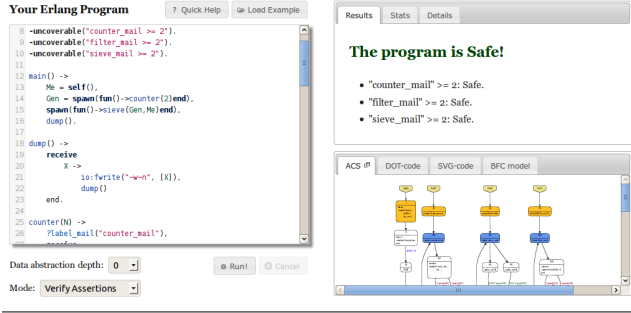 Your Erlang Program
? Quick Help
Load Example
8 -uncoverable("counter_mail >= 2").
9 -uncoverable("filter_mail >= 2").
10 -uncoverable("sieve_mail >= 2").
11
12 main() ->
13 Me = self(),
14 Gen = spawn(fun()->counter(2)end),
15 spawn(fun()->sieve(Gen,Me)end),
16 dump().
17
18 dump() ->
19 receive
20 X ->
21 io:fwrite("~w~n", [X]),
22 dump()
23 end.
24
25 counter(N) ->
26 ?label_mail("counter_mail"),
Data abstraction depth: 0
Run!
Cancel
Mode: Verify Assertions
Results Stats Details
The program is Safe!
• "counter_mail" >= 2: Safe.
• "filter_mail" >= 2: Safe.
• "sieve_mail" >= 2: Safe.
ACS DOT-code SVG-code BFC model